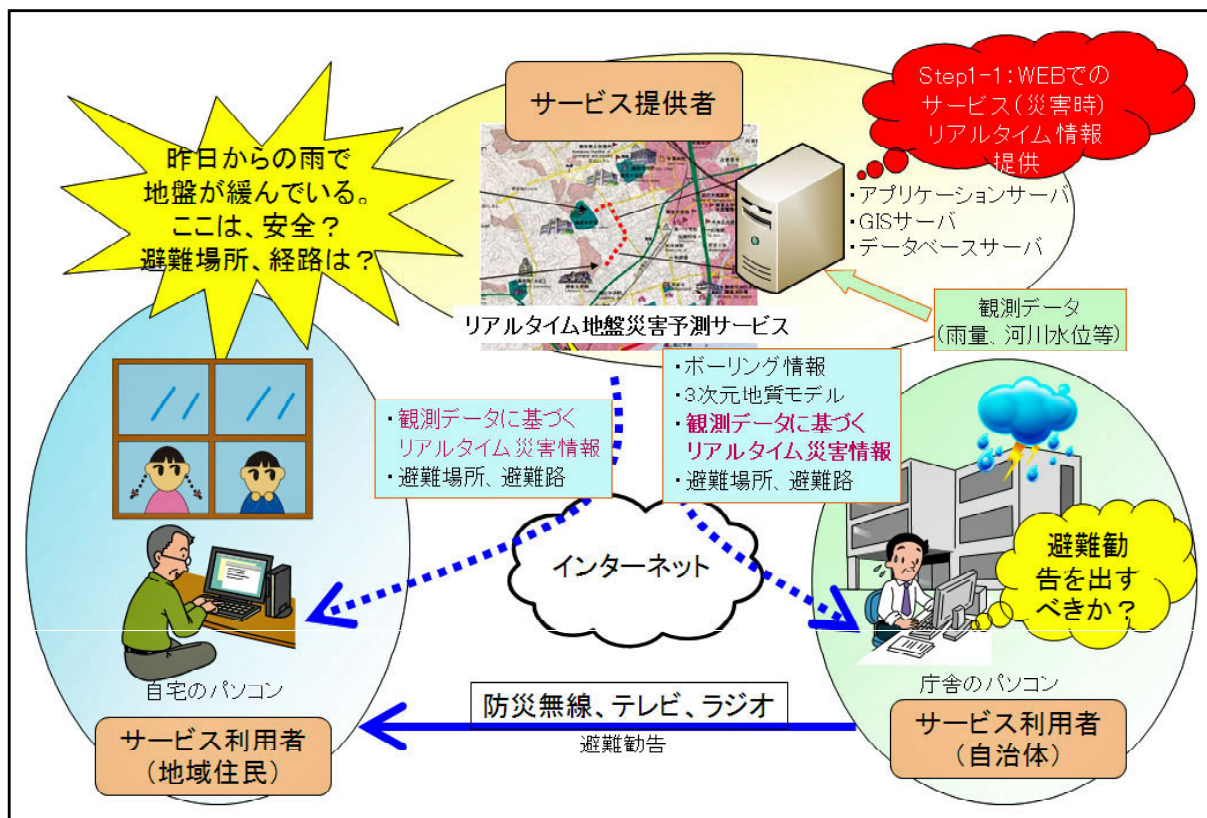 サービス提供者
Step1-1:WEBでの
サービス(災害時)
リアルタイム情報
提供
昨日からの雨で
地盤が緩んでいる。
ここは、安全?
避難場所、経路は?
・アプリケーションサーバ
・GISサーバ
・データベースサーバ
リアルタイム地盤災害予測サービス
観測データ
(雨量、河川水位等)
・観測データに基づく
リアルタイム災害情報
・避難場所、避難路
・ボーリング情報
・3次元地質モデル
・観測データに基づく
リアルタイム災害情報
・避難場所、避難路
インターネット
避難勧
告を出す
べきか?
自宅のパソコン
庁舎のパソコン
サービス利用者
(地域住民)
防災無線、テレビ、ラジオ
避難勧告
サービス利用者
(自治体)